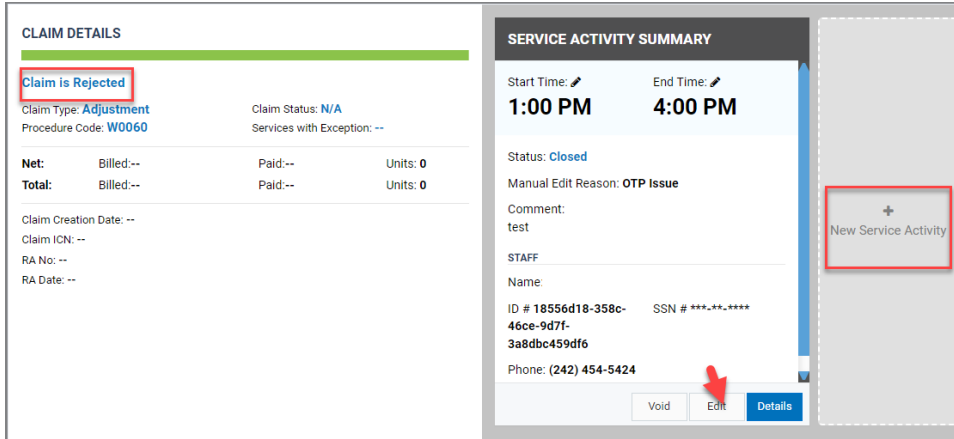 CLAIM DETAILS
Claim is Rejected
Claim Type: Adjustment Claim Status: N/A
Procedure Code: W0060 Services with Exception: --
Net: Billed:-- Paid:-- Units: 0
Total: Billed:-- Paid:-- Units: 0
Claim Creation Date: --
Claim ICN: --
RA No: --
RA Date: --
SERVICE ACTIVITY SUMMARY
Start Time: End Time:
1:00 PM 4:00 PM
Status: Closed
Manual Edit Reason: OTP Issue
Comment:
test
STAFF
Name:
ID # 18556d18-358c- SSN # ***-**-****
46ce-9d7f-
3a8dbc459df6
Phone: (242) 454-5424
Void Edit Details
+
New Service Activity